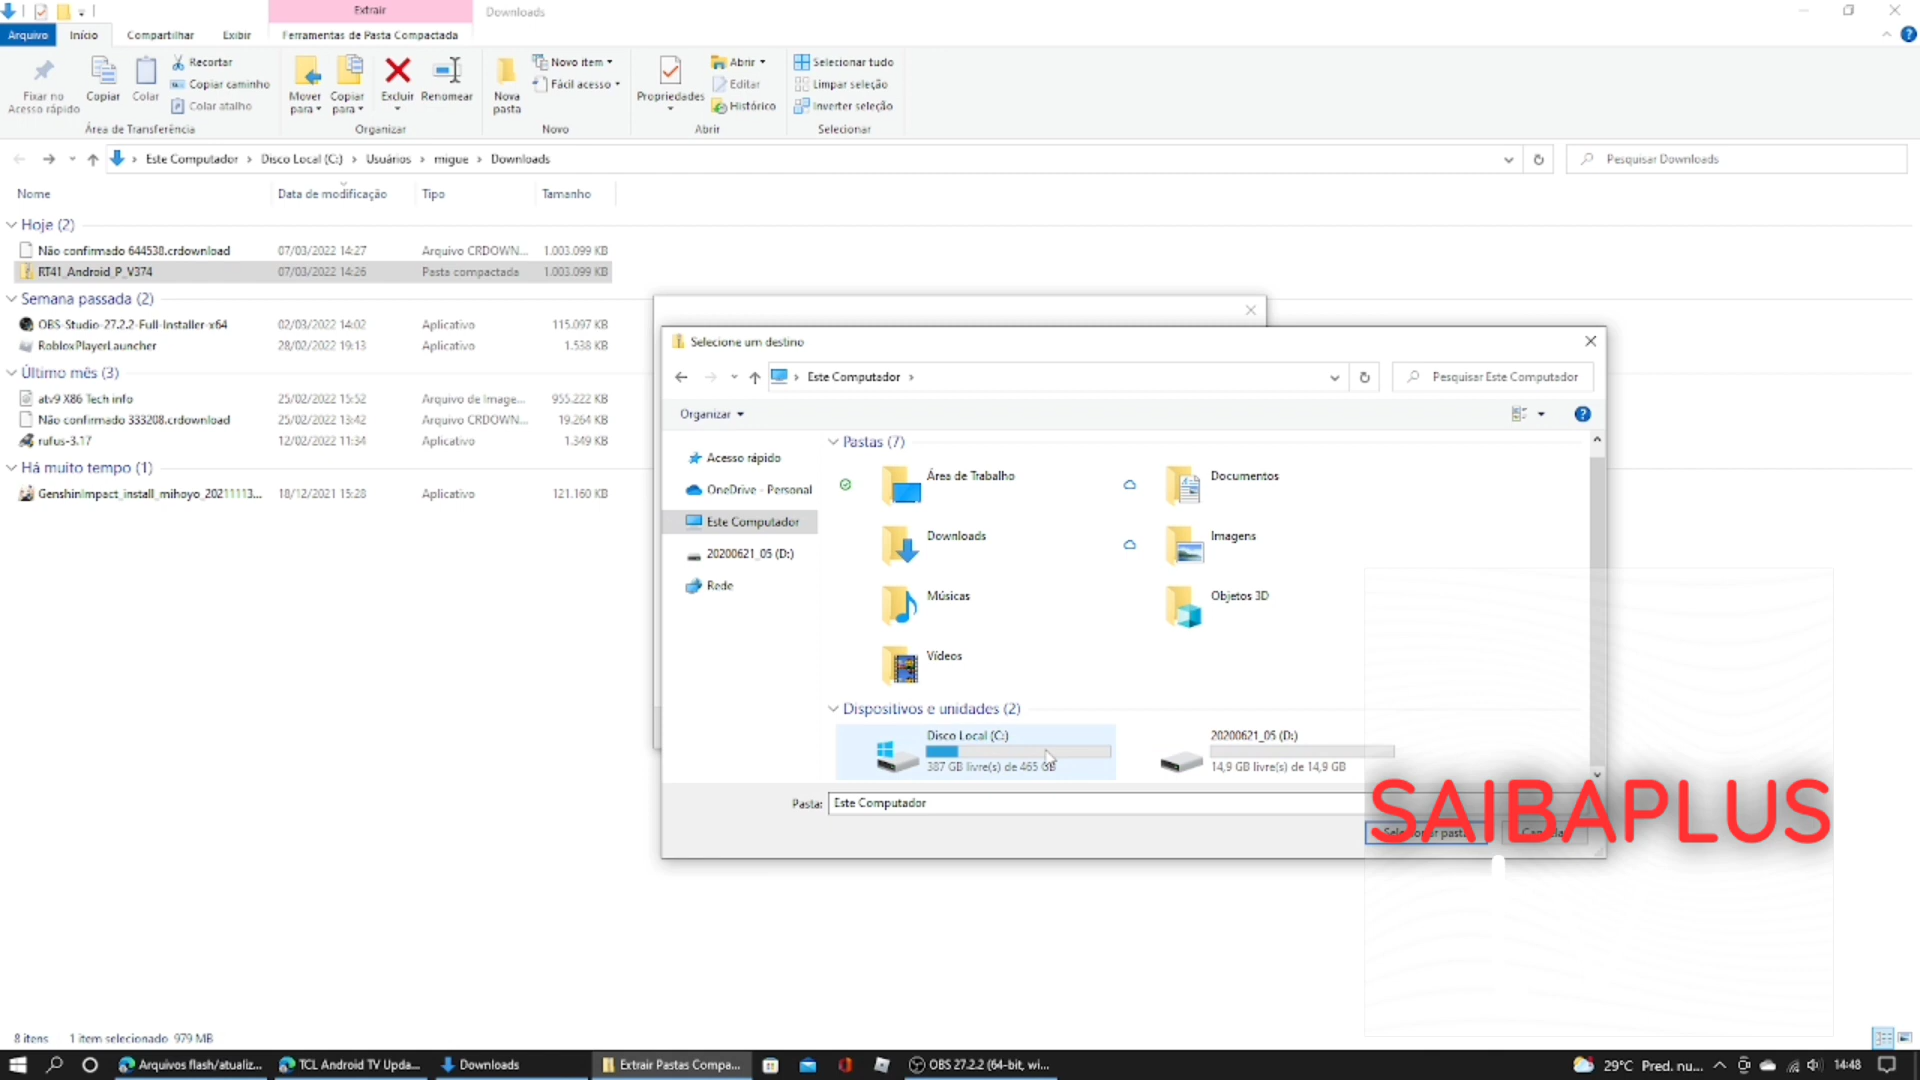 Extrair
Downloads
Arquivo
Início
Compartilhar
Exibir
Ferramentas de Pasta Compactada
Fixar no
Acesso rápido
Copiar
Colar
Recortar
Copiar caminho
Colar atalho
Mover
para
Copiar
para
Excluir
Renomear
Nova
pasta
Novo item
Fácil acesso
Propriedades
Abrir
Editar
Histórico
Selecionar tudo
Limpar seleção
Inverter seleção
Área de Transferência
Organizar
Novo
Abrir
Selecionar
Este Computador > Disco Local (C:) > Usuários > migue > Downloads
Pesquisar Downloads
Nome Data de modificação Tipo Tamanho
Hoje (2)
Não confirmado 644538.crdownload 07/03/2022 14:27 Arquivo CRDOWN... 1.003.099 KB
RT41_Android_P_V374 07/03/2022 14:26 Pasta compactada 1.003.099 KB
Semana passada (2)
OBS-Studio-27.2.2-Full-Installer-x64 02/03/2022 14:02 Aplicativo 115.097 KB
RobloxPlayerLauncher 28/02/2022 19:13 Aplicativo 1.538 KB
Último mês (3)
atv9 X86 Tech info 25/02/2022 15:52 Arquivo de Image... 955.222 KB
Não confirmado 333208.crdownload 25/02/2022 13:42 Arquivo CRDOWN... 19.264 KB
rufus-3.17 12/02/2022 11:34 Aplicativo 1.349 KB
Há muito tempo (1)
GenshinImpact_install_mihoyo_20211113... 18/12/2021 15:28 Aplicativo 121.160 KB
Selecione um destino
Este Computador >
Pesquisar Este Computador
Organizar
Acesso rápido
OneDrive - Personal
Este Computador
20200621_05 (D:)
Rede
Pastas (7)
Área de Trabalho
Documentos
Downloads
Imagens
Músicas
Objetos 3D
Vídeos
Dispositivos e unidades (2)
Disco Local (C:)
387 GB livre(s) de 465 GB
20200621_05 (D:)
14,9 GB livre(s) de 14,9 GB
Pasta: Este Computador
Selecionar pasta
Cancelar
SAIBAPLUS
8 itens 1 item selecionado 979 MB
Arquivos flash/atualiz...
TCL Android TV Upda...
Downloads
Extrair Pastas Compa...
OBS 27.2.2 (64-bit, wi...
29°C Pred. nu...
14:48